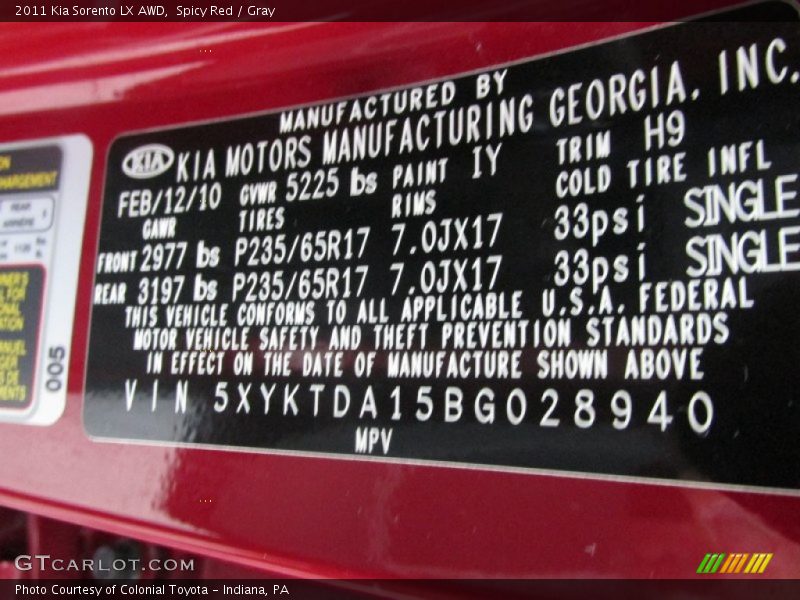 2011 Kia Sorento LX AWD, Spicy Red / Gray
MANUFACTURED BY
KIA KIA MOTORS MANUFACTURING GEORGIA, INC.
FEB/12/10 GVWR 5225 lbs PAINT IY TRIM H9
GAWR TIRES RIMS COLD TIRE INFL
FRONT 2977 lbs P235/65R17 7.0JX17 33psi SINGLE
REAR 3197 lbs P235/65R17 7.0JX17 33psi SINGLE
THIS VEHICLE CONFORMS TO ALL APPLICABLE U.S.A. FEDERAL
MOTOR VEHICLE SAFETY AND THEFT PREVENTION STANDARDS
IN EFFECT ON THE DATE OF MANUFACTURE SHOWN ABOVE
VIN 5XYKTDA15BG028940
MPV
REAR
005
GTCARLOT.COM
Photo Courtesy of Colonial Toyota - Indiana, PA